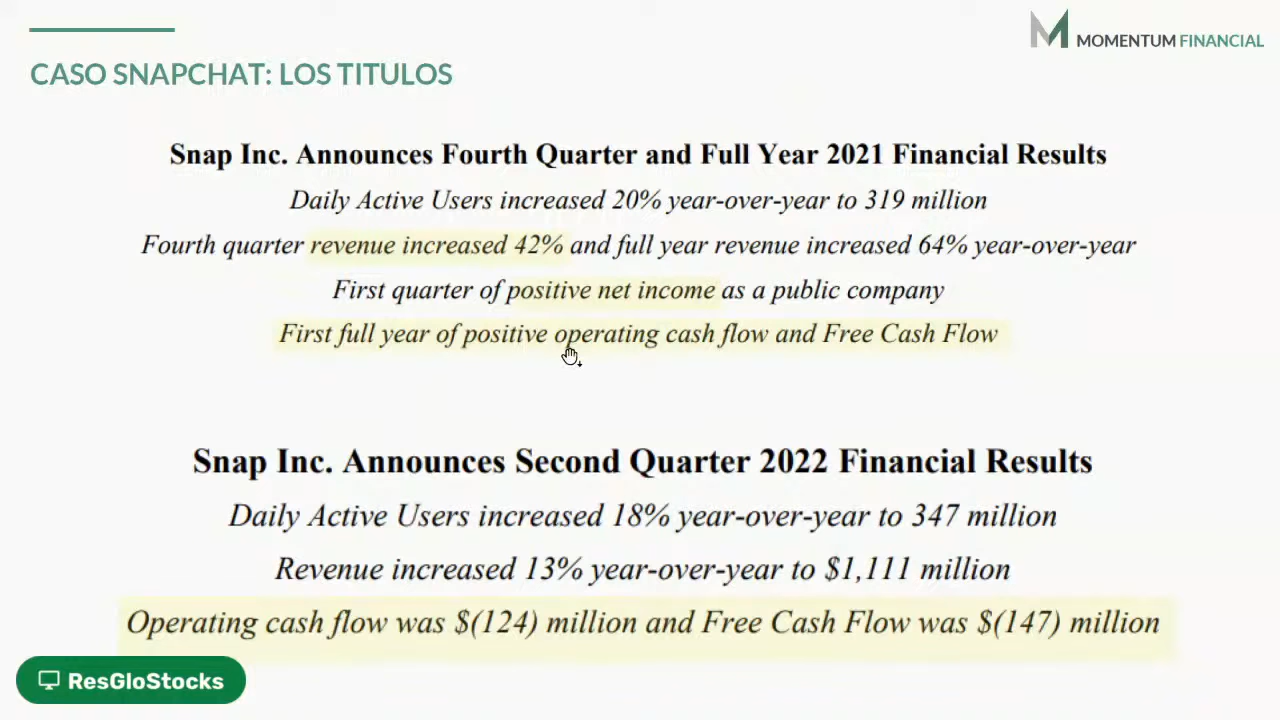 MOMENTUM FINANCIAL
CASO SNAPCHAT: LOS TITULOS
Snap Inc. Announces Fourth Quarter and Full Year 2021 Financial Results
Daily Active Users increased 20% year-over-year to 319 million
Fourth quarter revenue increased 42% and full year revenue increased 64% year-over-year
First quarter of positive net income as a public company
First full year of positive operating cash flow and Free Cash Flow
Snap Inc. Announces Second Quarter 2022 Financial Results
Daily Active Users increased 18% year-over-year to 347 million
Revenue increased 13% year-over-year to $1,111 million
Operating cash flow was $(124) million and Free Cash Flow was $(147) million
ResGloStocks